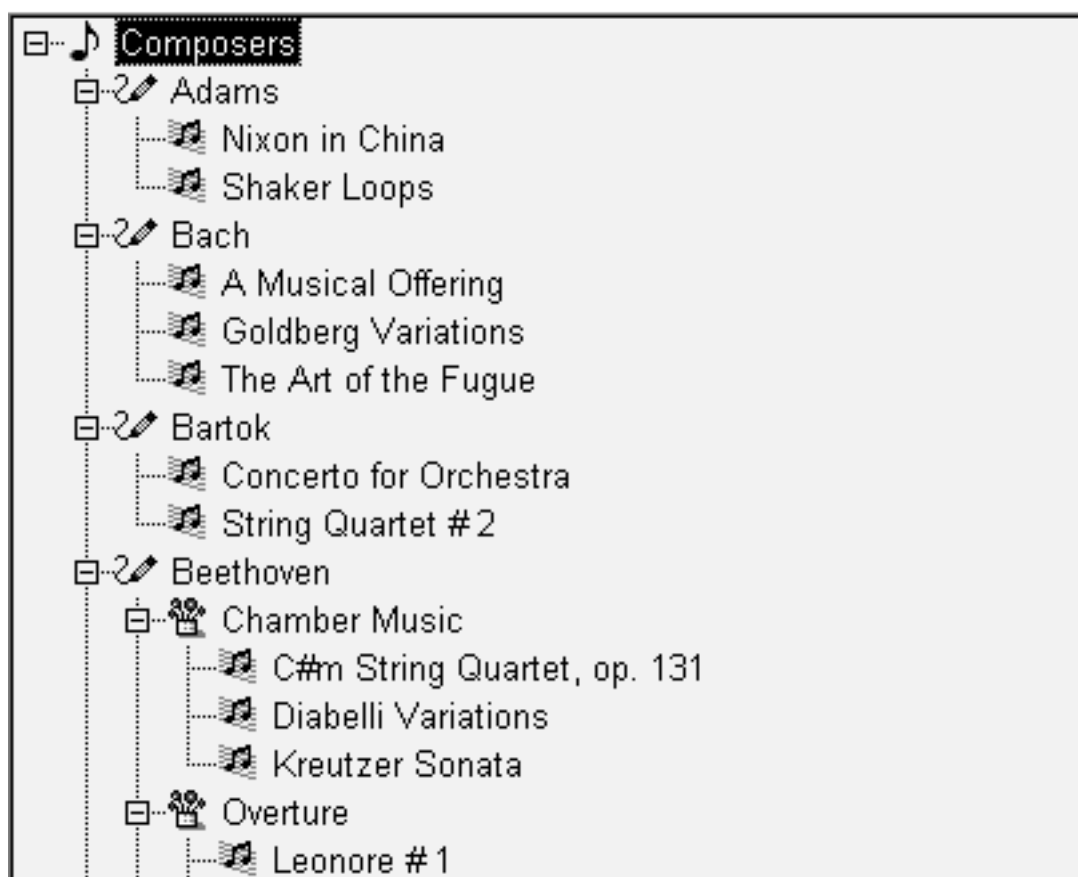 Composers
Adams
Nixon in China
Shaker Loops
Bach
A Musical Offering
Goldberg Variations
The Art of the Fugue
Bartok
Concerto for Orchestra
String Quartet #2
Beethoven
Chamber Music
C#m String Quartet, op. 131
Diabelli Variations
Kreutzer Sonata
Overture
Leonore #1